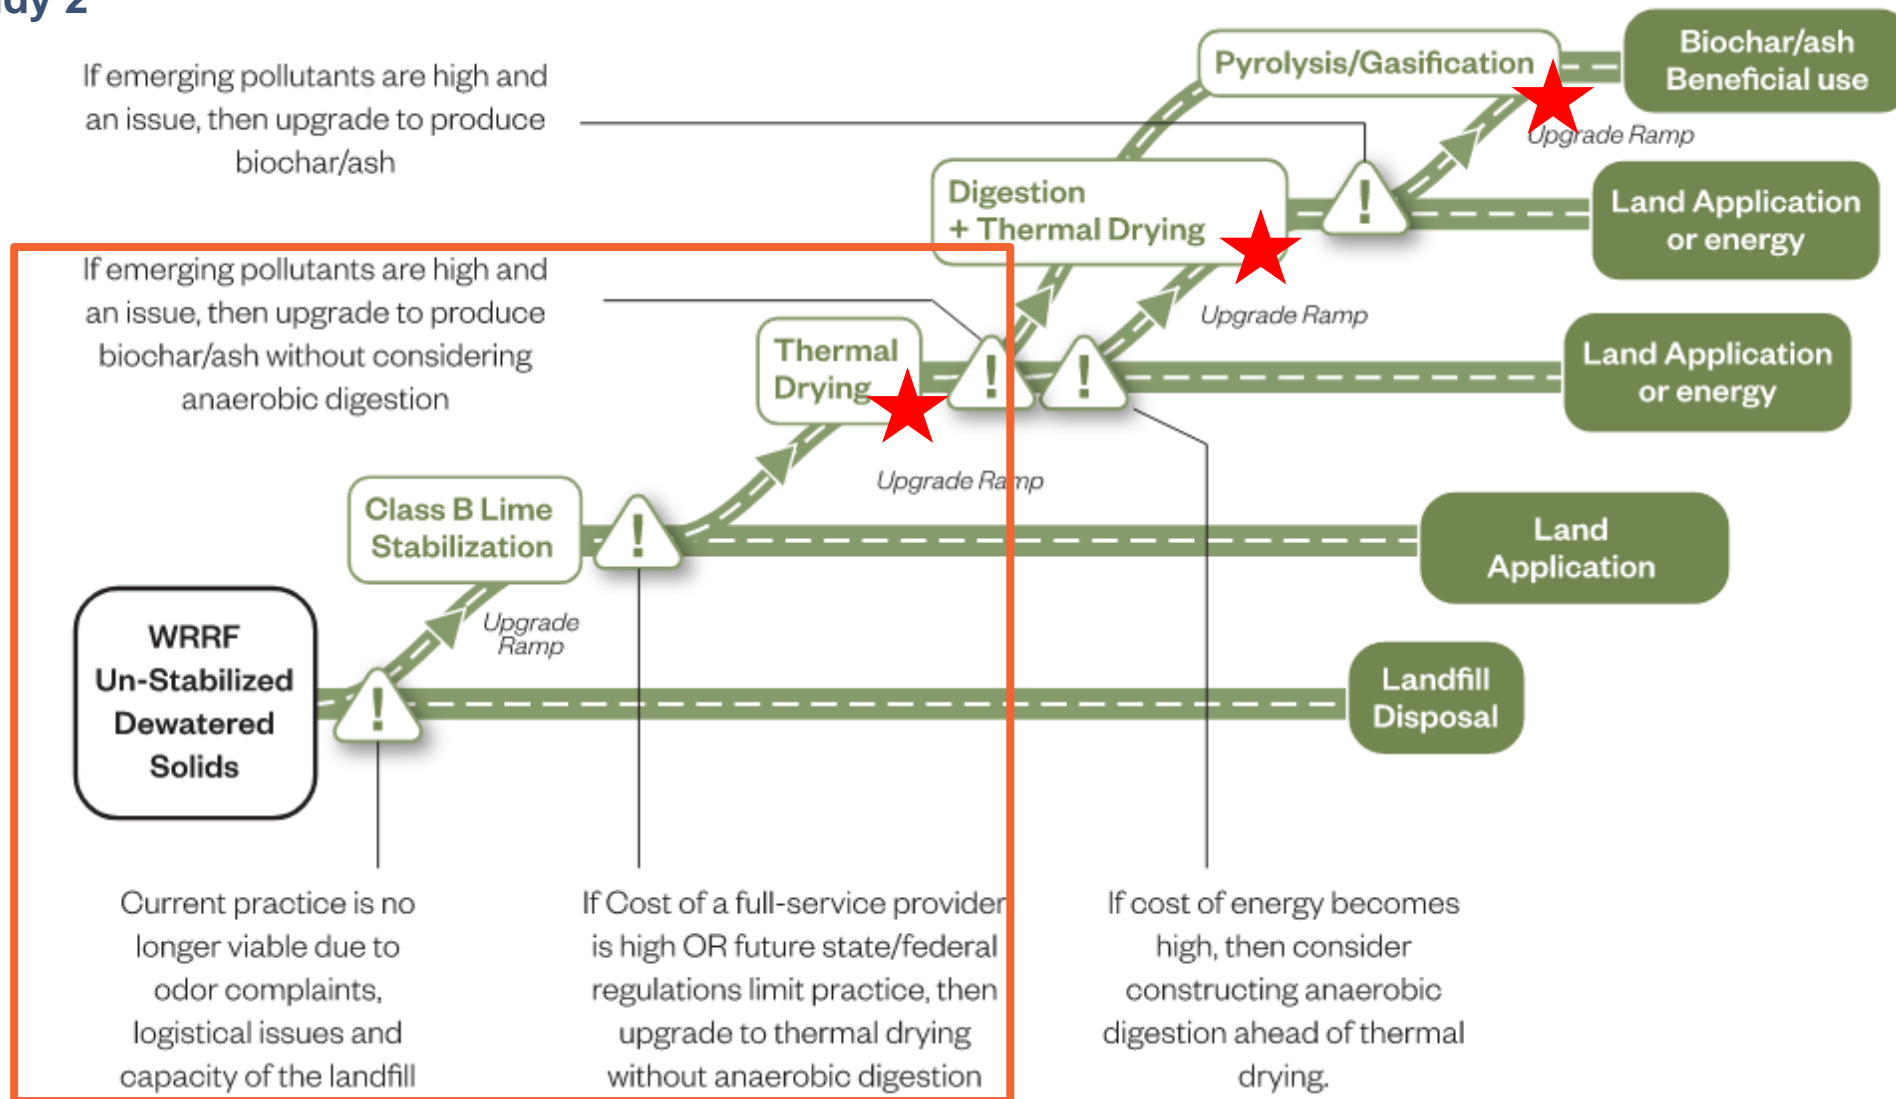 If emerging pollutants are high and
an issue, then upgrade to produce
biochar/ash
Pyrolysis/Gasification
Biochar/ash
Beneficial use
Upgrade Ramp
Digestion
+ Thermal Drying
!
Land Application
or energy
If emerging pollutants are high and
an issue, then upgrade to produce
biochar/ash without considering
anaerobic digestion
Upgrade Ramp
Thermal
Drying
!
!
Land Application
or energy
Upgrade Ramp
Class B Lime
Stabilization
!
Land
Application
Upgrade
Ramp
WRRF
Un-Stabilized
Dewatered
Solids
!
Landfill
Disposal
Current practice is no
longer viable due to
odor complaints,
logistical issues and
capacity of the landfill
If Cost of a full-service provider
is high OR future state/federal
regulations limit practice, then
upgrade to thermal drying
without anaerobic digestion
If cost of energy becomes
high, then consider
constructing anaerobic
digestion ahead of thermal
drying.